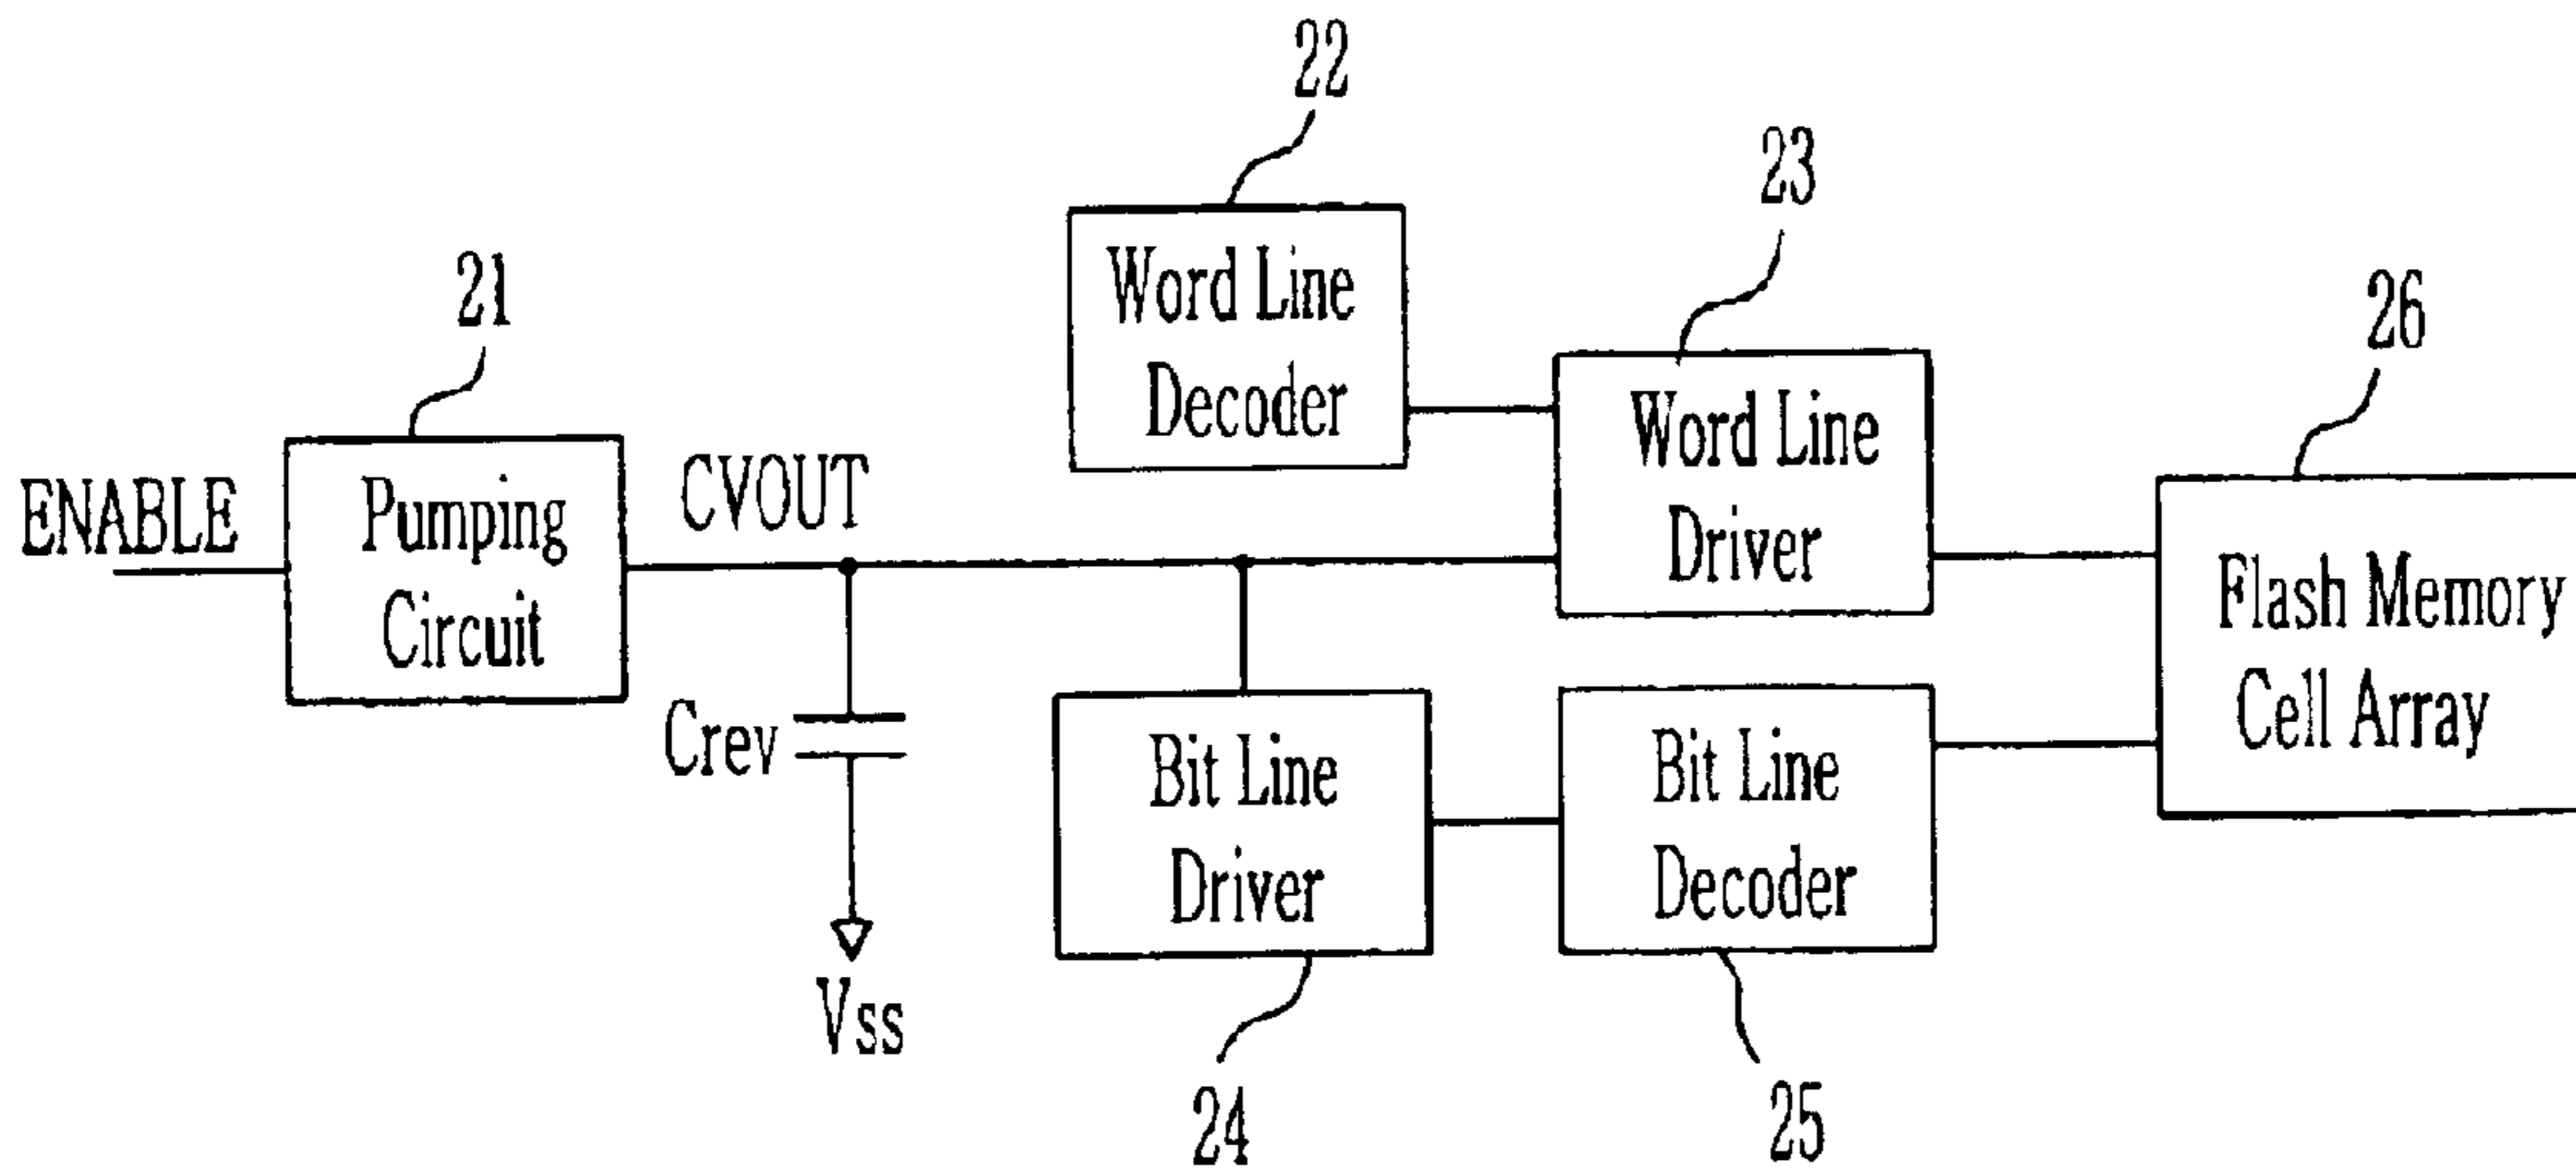 22
23
21
26
Word Line
Decoder
Word Line
Driver
ENABLE
Pumping
Circuit
CVOUT
Flash Memory
Cell Array
Crev
Vss
Bit Line
Driver
Bit Line
Decoder
24
25